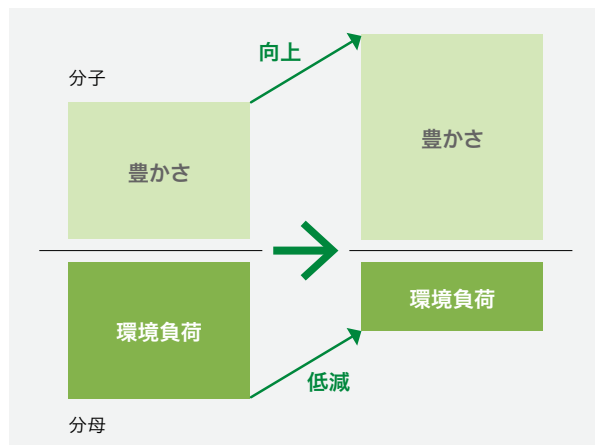 分子
向上
豊かさ
豊かさ
環境負荷
環境負荷
低減
分母